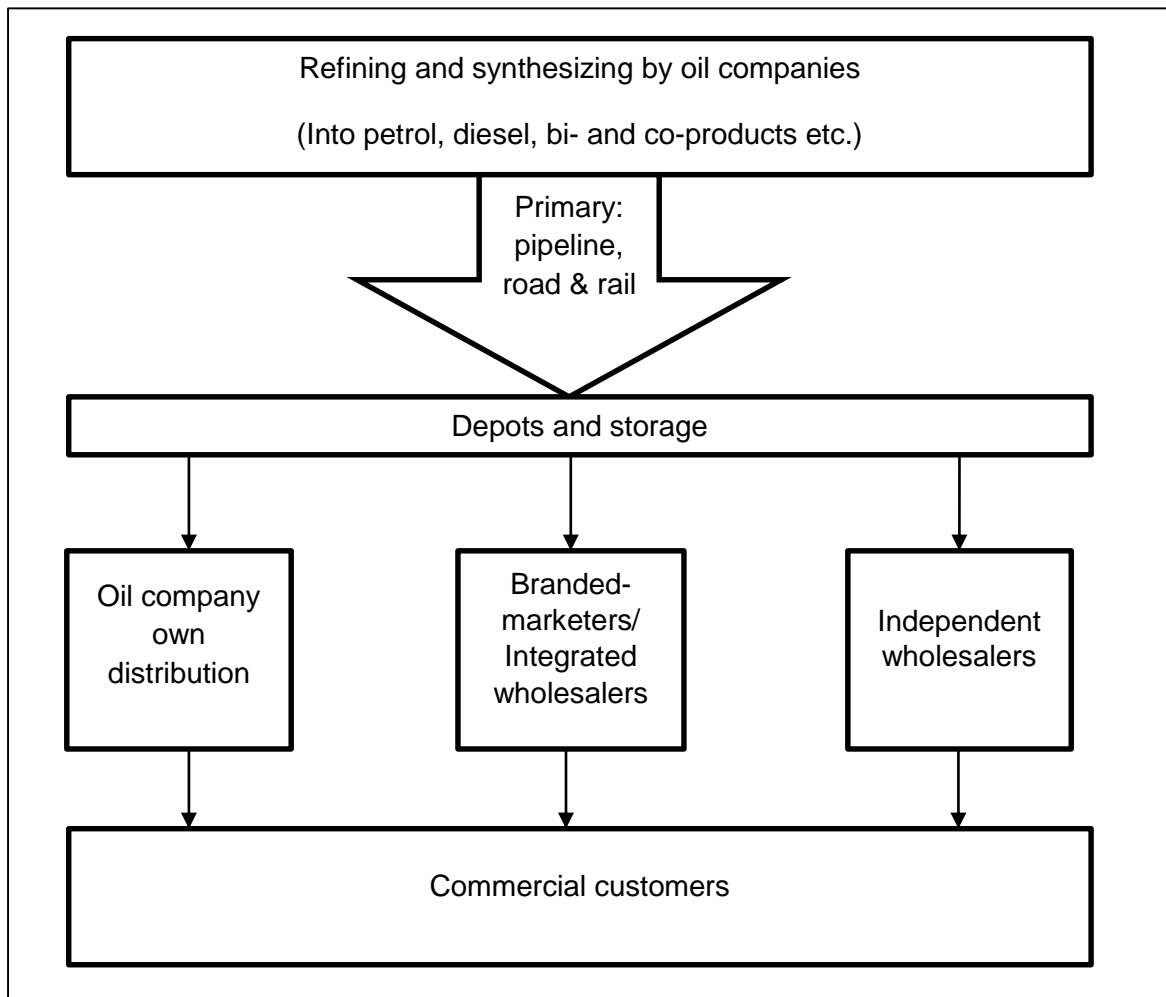 Refining and synthesizing by oil companies
(Into petrol, diesel, bi- and co-products etc.)
Primary:
pipeline,
road & rail
Depots and storage
Oil company
own
distribution
Branded-
marketers/
Integrated
wholesalers
Independent
wholesalers
Commercial customers